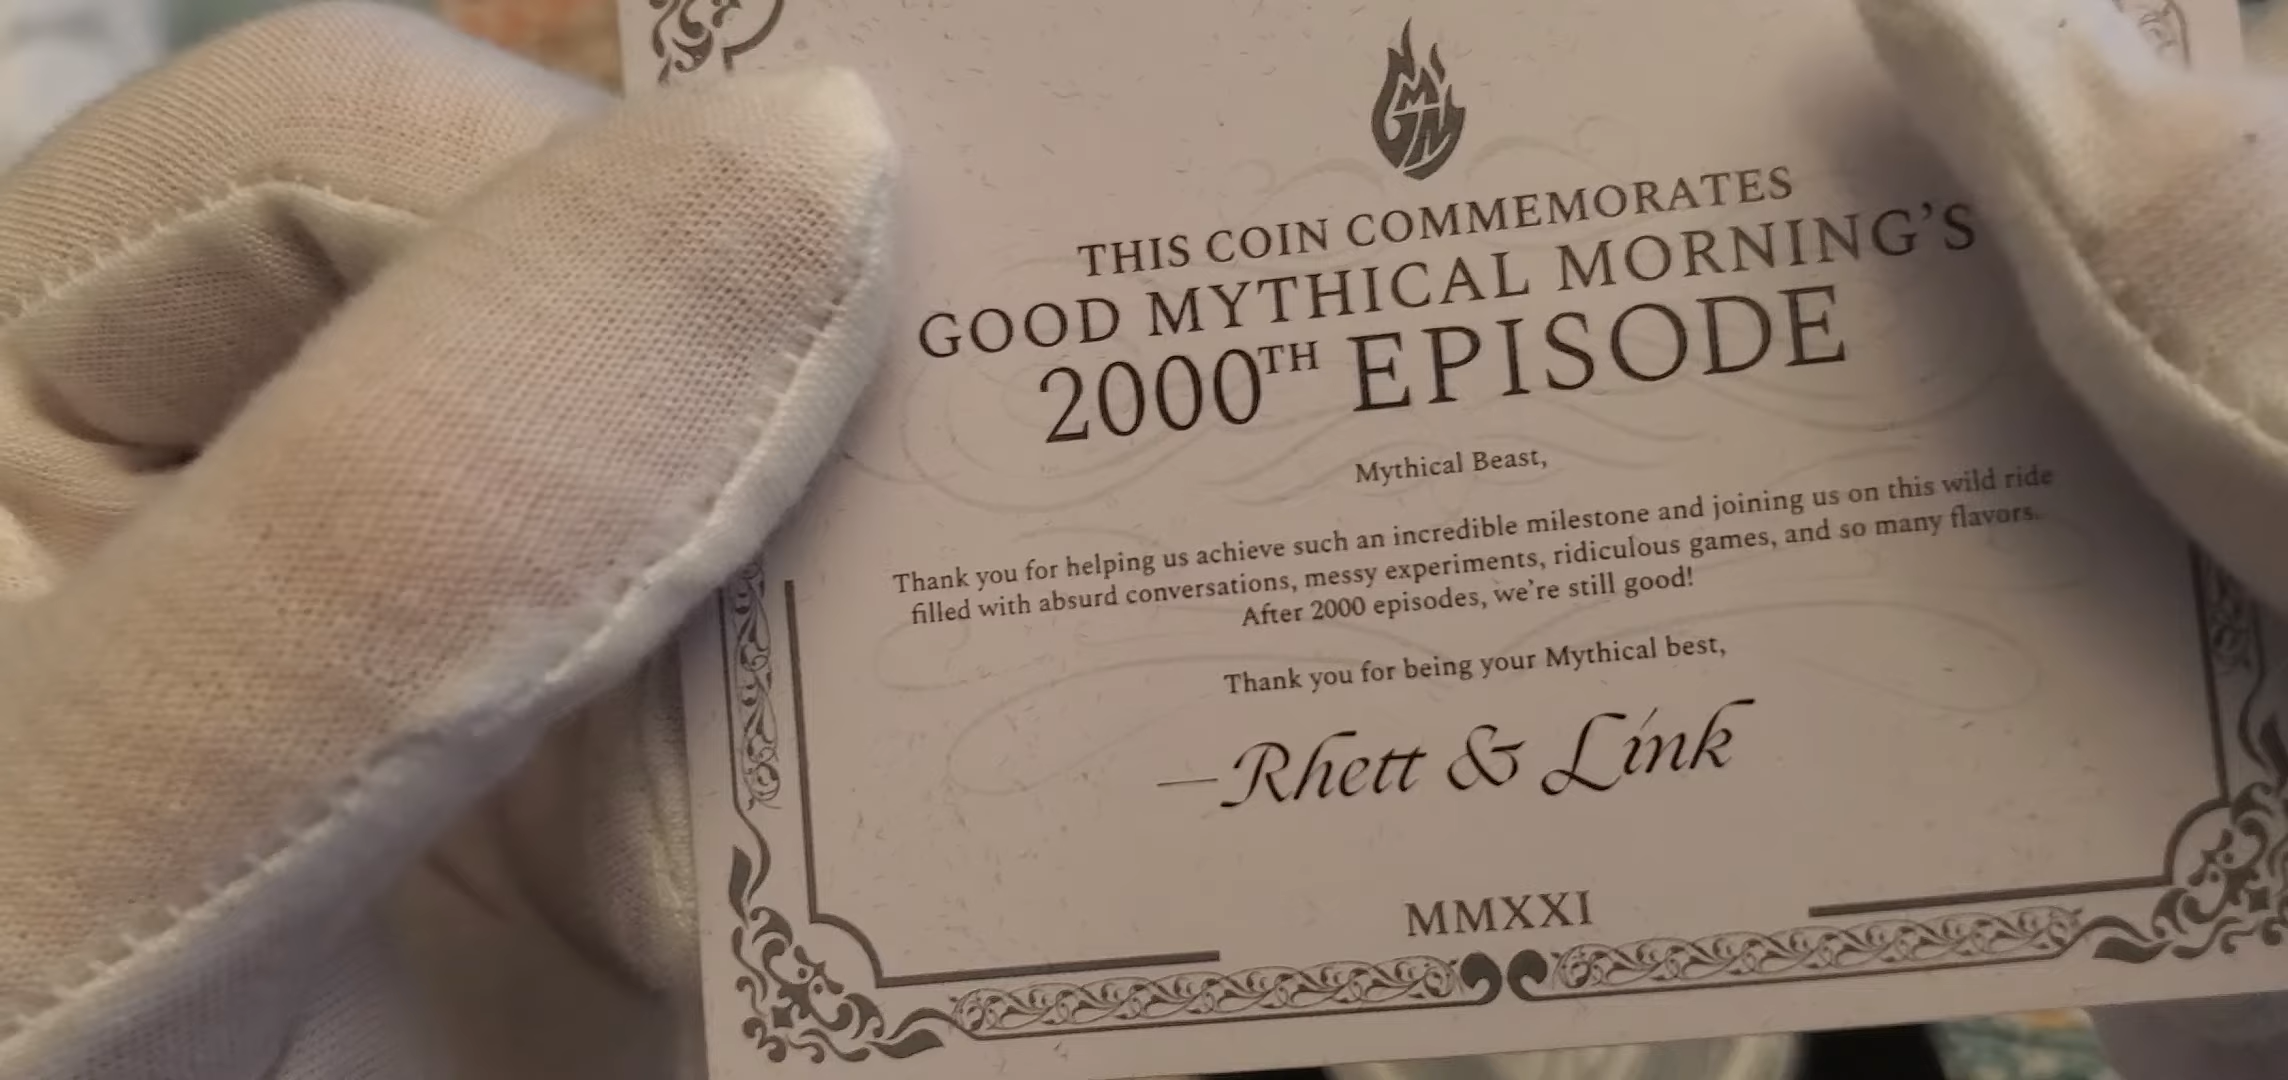 GMM
THIS COIN COMMEMORATES
GOOD MYTHICAL MORNING'S
2000TH EPISODE
Mythical Beast,
Thank you for helping us achieve such an incredible milestone and joining us on this wild ride
filled with absurd conversations, messy experiments, ridiculous games, and so many flavors.
After 2000 episodes, we're still good!
Thank you for being your Mythical best,
—Rhett & Link
MMXXI